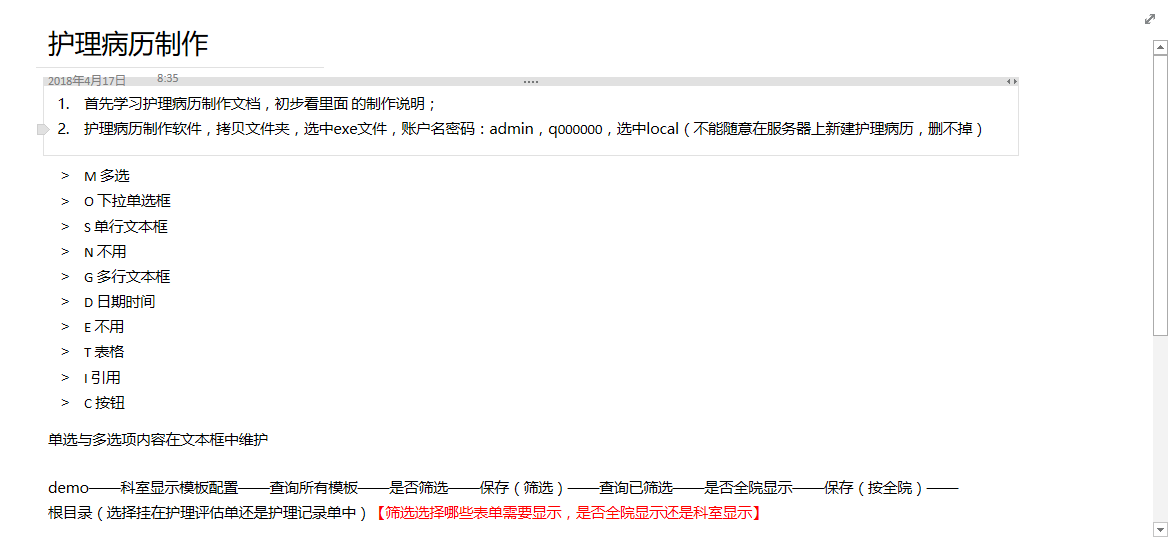 护理病历制作
2018年4月17日 8:35
1. 首先学习护理病历制作文档，初步看里面 的制作说明；
2. 护理病历制作软件，拷贝文件夹，选中exe文件，账户名密码：admin，q000000，选中local（不能随意在服务器上新建护理病历，删不掉）
> M 多选
> O 下拉单选框
> S 单行文本框
> N 不用
> G 多行文本框
> D 日期时间
> E 不用
> T 表格
> I 引用
> C 按钮
单选与多选项内容在文本框中维护
demo——科室显示模板配置——查询所有模板——是否筛选——保存（筛选）——查询已筛选——是否全院显示——保存（按全院）——
根目录（选择挂在护理评估单还是护理记录单中）【筛选选择哪些表单需要显示，是否全院显示还是科室显示】